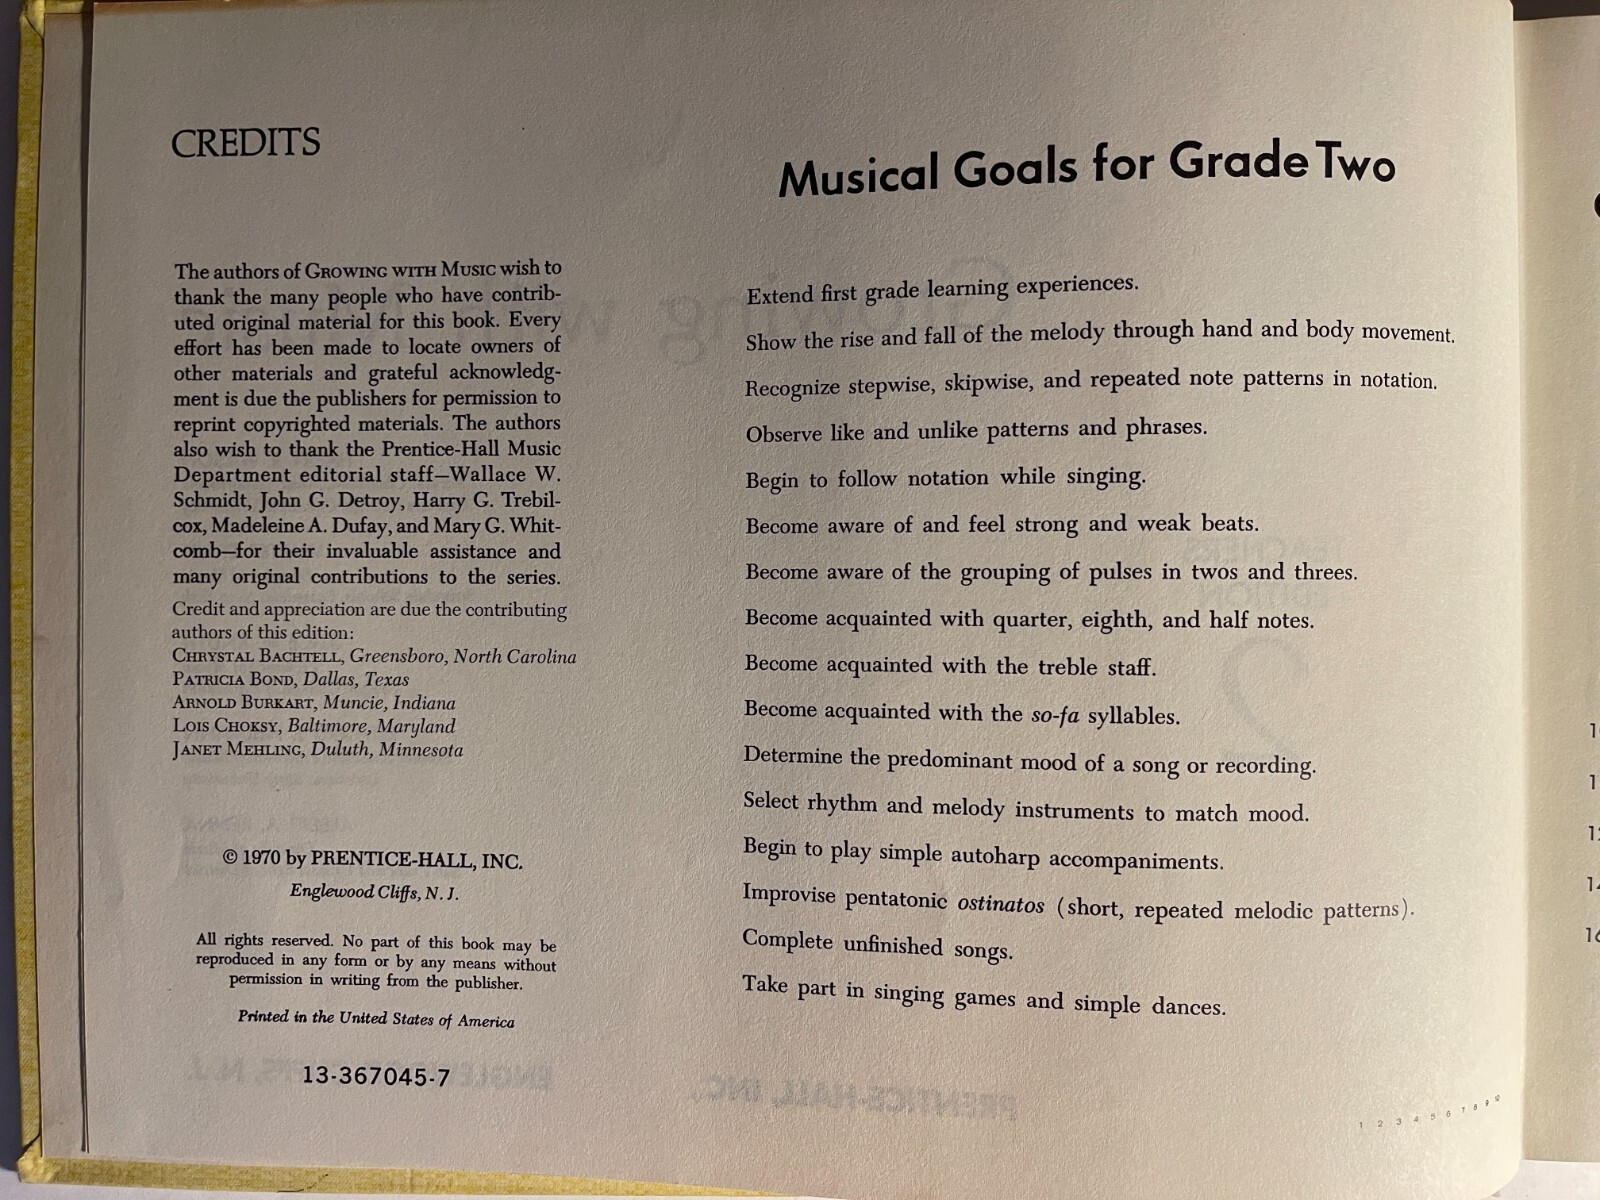 CREDITS
The authors of GROWING WITH MUSIC wish to
thank the many people who have contrib-
uted original material for this book. Every
effort has been made to locate owners of
other materials and grateful acknowledg-
ment is due the publishers for permission to
reprint copyrighted materials. The authors
also wish to thank the Prentice-Hall Music
Department editorial staff—Wallace W.
Schmidt, John G. Detroy, Harry G. Trebil-
cox, Madeleine A. Dufay, and Mary G. Whit-
comb—for their invaluable assistance and
many original contributions to the series.
Credit and appreciation are due the contributing
authors of this edition:
CHRYSTAL BACHTELL, Greensboro, North Carolina
PATRICIA BOND, Dallas, Texas
ARNOLD BURKART, Muncie, Indiana
LOIS CHOKSY, Baltimore, Maryland
JANET MEHLING, Duluth, Minnesota
© 1970 by PRENTICE-HALL, INC.
Englewood Cliffs, N. J.
All rights reserved. No part of this book may be
reproduced in any form or by any means without
permission in writing from the publisher.
Printed in the United States of America
13-367045-7
Musical Goals for Grade Two
Extend first grade learning experiences.
Show the rise and fall of the melody through hand and body movement.
Recognize stepwise, skipwise, and repeated note patterns in notation.
Observe like and unlike patterns and phrases.
Begin to follow notation while singing.
Become aware of and feel strong and weak beats.
Become aware of the grouping of pulses in twos and threes.
Become acquainted with quarter, eighth, and half notes.
Become acquainted with the treble staff.
Become acquainted with the so-fa syllables.
Determine the predominant mood of a song or recording.
Select rhythm and melody instruments to match mood.
Begin to play simple autoharp accompaniments.
Improvise pentatonic ostinatos (short, repeated melodic patterns).
Complete unfinished songs.
Take part in singing games and simple dances.
1 2 3 4 5 6 7 8 9 10